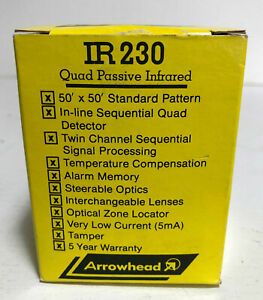 IR 230
Quad Passive Infrared
☒ 50' x 50' Standard Pattern
☒ In-line Sequential Quad
Detector
☒ Twin Channel Sequential
Signal Processing
☒ Temperature Compensation
☒ Alarm Memory
☒ Steerable Optics
☒ Interchangeable Lenses
☒ Optical Zone Locator
☒ Very Low Current (5mA)
☒ Tamper
☒ 5 Year Warranty
Arrowhead